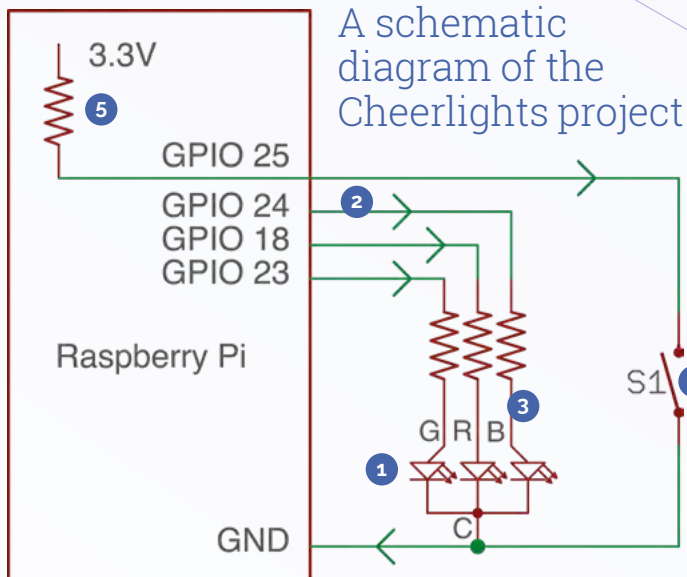 A schematic
diagram of the
Cheerlights project
3.3V
5
GPIO 25
GPIO 24
2
GPIO 18
GPIO 23
Raspberry Pi
S1
3
G R B
1
C
GND